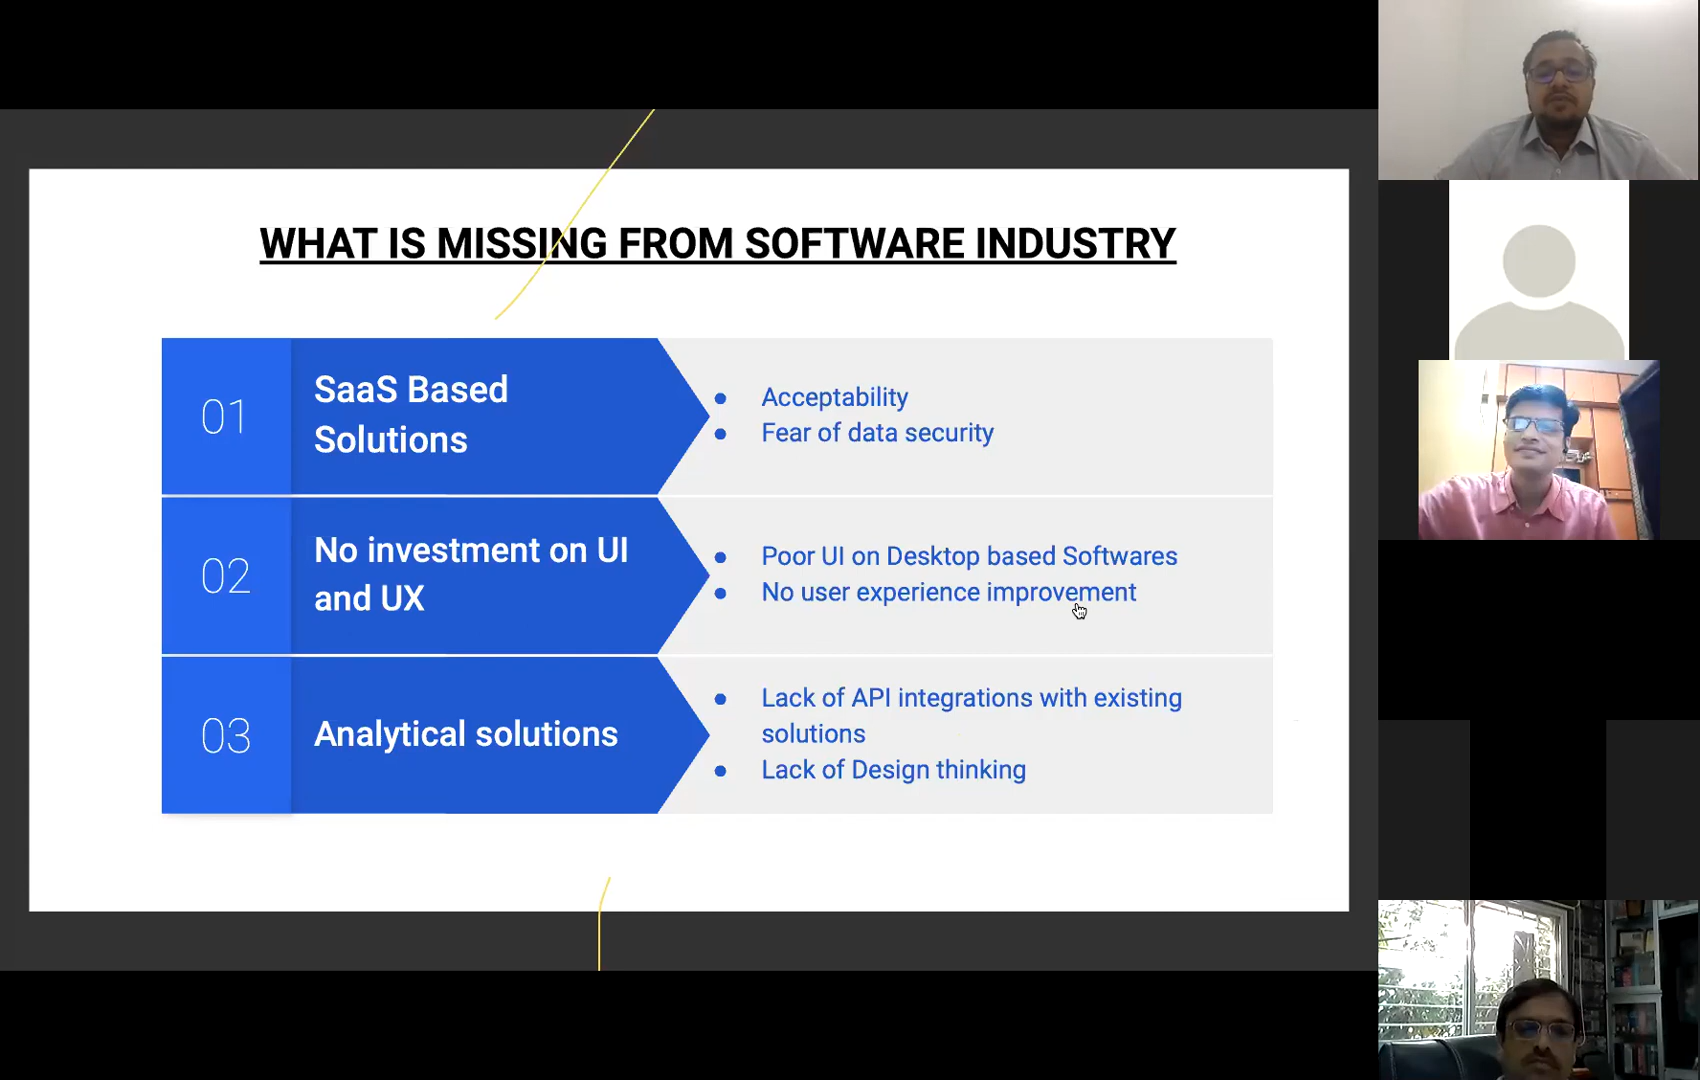 WHAT IS MISSING FROM SOFTWARE INDUSTRY
01
SaaS Based
Solutions
Acceptability
Fear of data security
02
No investment on UI
and UX
Poor UI on Desktop based Softwares
No user experience improvement
03
Analytical solutions
Lack of API integrations with existing
solutions
Lack of Design thinking